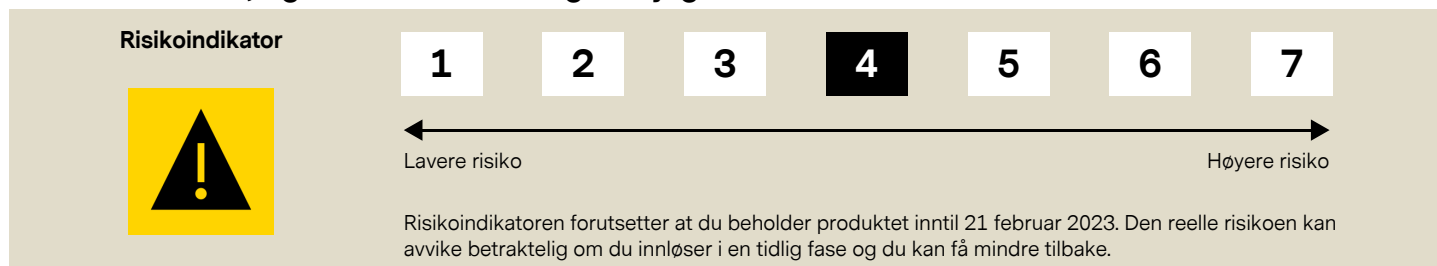 Risikoindikator
1 2 3 4 5 6 7
Lavere risiko Høyere risiko
Risikoindikatoren forutsetter at du beholder produktet inntil 21 februar 2023. Den reelle risikoen kan
avvike betraktelig om du innløser i en tidlig fase og du kan få mindre tilbake.